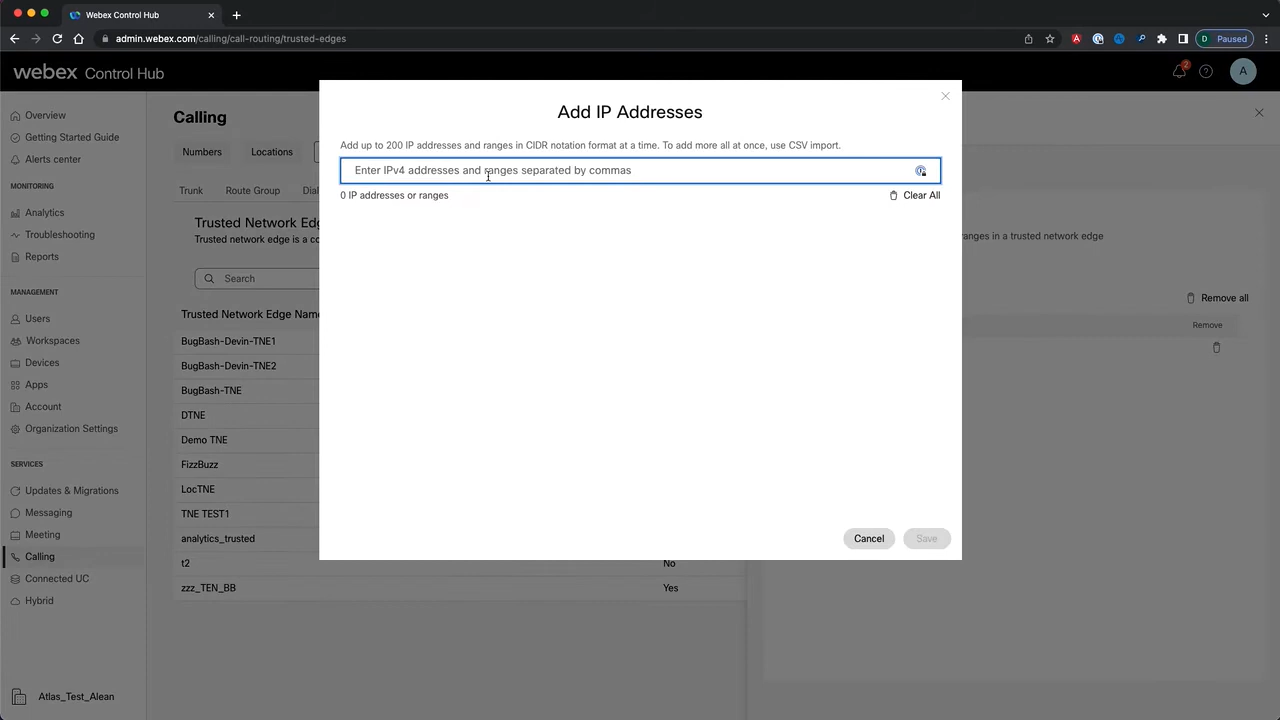 Webex Control Hub
admin.webex.com/calling/call-routing/trusted-edges
D Paused
webex Control Hub
2
A
Overview
Getting Started Guide
Alerts center
MONITORING
Analytics
Troubleshooting
Reports
MANAGEMENT
Users
Workspaces
Devices
Apps
Account
Organization Settings
SERVICES
Updates & Migrations
Messaging
Meeting
Calling
Connected UC
Hybrid
Atlas_Test_Alean
Calling
Numbers
Locations
Trunk
Route Group
Dial
Trusted Network Edg
Trusted network edge is a co
Search
Trusted Network Edge Name
BugBash-Devin-TNE1
BugBash-Devin-TNE2
BugBash-TNE
DTNE
Demo TNE
FizzBuzz
LocTNE
TNE TEST1
analytics_trusted
t2 No
zzz_TEN_BB Yes
Add IP Addresses
Add up to 200 IP addresses and ranges in CIDR notation format at a time. To add more all at once, use CSV import.
Enter IPv4 addresses and ranges separated by commas
0 IP addresses or ranges
Clear All
Cancel
Save
anges in a trusted network edge
Remove all
Remove